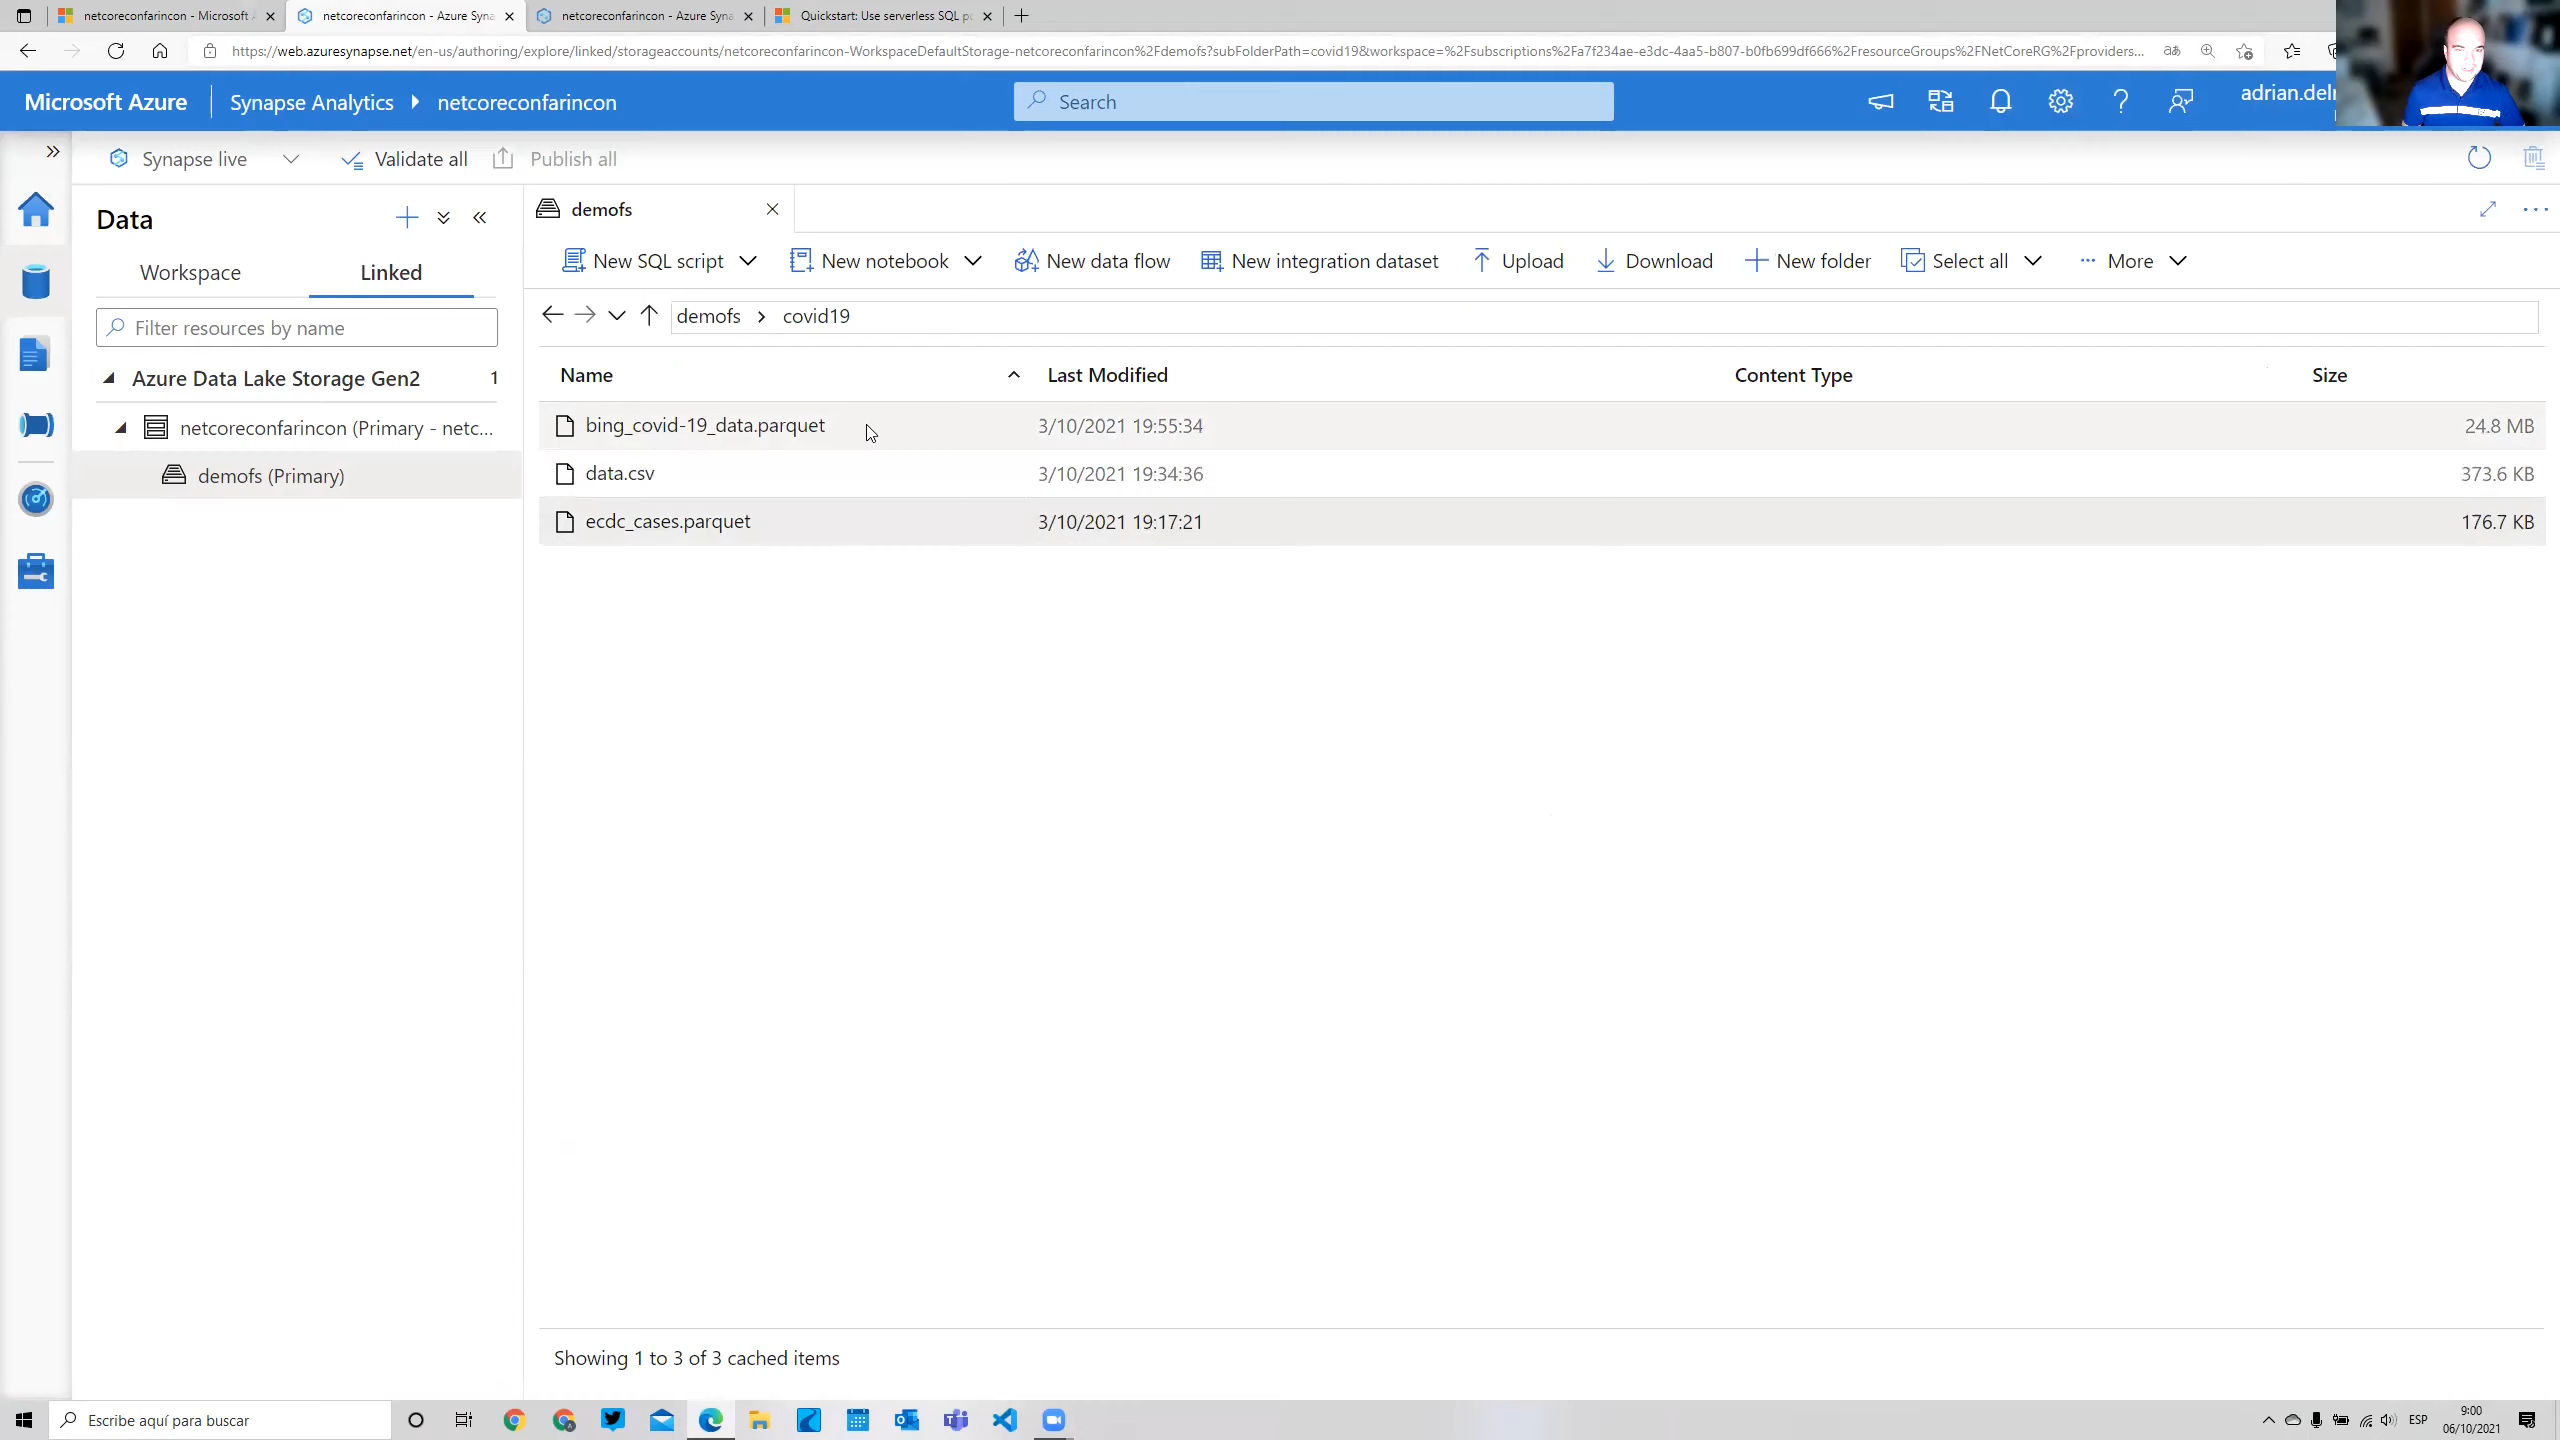 netcoreconfarincon - Microsoft A
netcoreconfarincon - Azure Syna
netcoreconfarincon - Azure Syna
Quickstart: Use serverless SQL po
https://web.azuresynapse.net/en-us/authoring/explore/linked/storageaccounts/netcoreconfarincon-WorkspaceDefaultStorage-netcoreconfarincon%2Fdemofs?subFolderPath=covid19&workspace=%2Fsubscriptions%2Fa7f234ae-e3dc-4aa5-b807-b0fb699df666%2FresourceGroups%2FNetCoreRG%2Fproviders...
Microsoft Azure
Synapse Analytics
netcoreconfarincon
Search
adrian.delr
Synapse live
Validate all
Publish all
Data
Workspace
Linked
Filter resources by name
Azure Data Lake Storage Gen2 1
netcoreconfarincon (Primary - netc...
demofs (Primary)
demofs
New SQL script
New notebook
New data flow
New integration dataset
Upload
Download
New folder
Select all
More
demofs > covid19
Name Last Modified Content Type Size
bing_covid-19_data.parquet 3/10/2021 19:55:34 24.8 MB
data.csv 3/10/2021 19:34:36 373.6 KB
ecdc_cases.parquet 3/10/2021 19:17:21 176.7 KB
Showing 1 to 3 of 3 cached items
Escribe aquí para buscar
ESP
9:00
06/10/2021